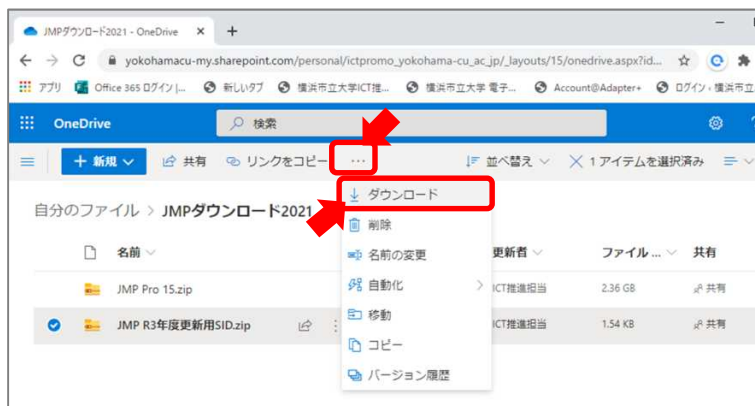 JMPダウンロード2021 - OneDrive
yokohamacu-my.sharepoint.com/personal/ictpromo_yokohama-cu_ac_jp/_layouts/15/onedrive.aspx?id...
アプリ Office 365 ログイン |... 新しいタブ 横浜市立大学ICT推... 横浜市立大学 電子... Account@Adapter+ ログイン - 横浜市立
OneDrive 検索
+ 新規 共有 リンクをコピー ... 並べ替え 1 アイテムを選択済み
ダウンロード
自分のファイル > JMPダウンロード2021
削除
名前 名前の変更 更新者 ファイル ... 共有
JMP Pro 15.zip 自動化 ICT推進担当 2.36 GB 共有
移動
JMP R3年度更新用SID.zip ICT推進担当 1.54 KB 共有
コピー
バージョン履歴